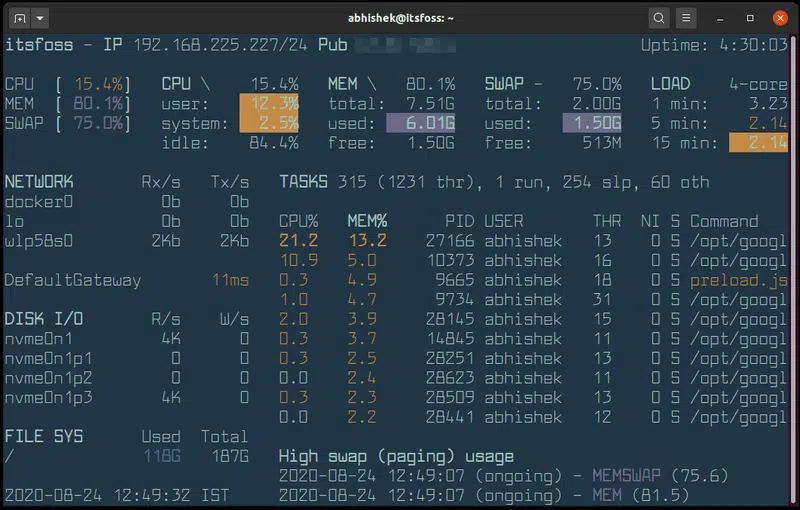 abhishek@itsfoss: ~
itsfoss - IP 192.168.225.227/24 Pub Uptime: 4:30:03
CPU [ 15.4%] CPU \ 15.4% MEM \ 80.1% SWAP - 75.0% LOAD 4-core
MEM [ 80.1%] user: 12.3% total: 7.51G total: 2.00G 1 min: 3.23
SWAP [ 75.0%] system: 2.5% used: 6.01G used: 1.50G 5 min: 2.14
idle: 84.4% free: 1.50G free: 513M 15 min: 2.14
NETWORK Rx/s Tx/s TASKS 315 (1231 thr), 1 run, 254 slp, 60 oth
docker0 0b 0b
lo 0b 0b CPU% MEM% PID USER THR NI S Command
wlp58s0 2Kb 2Kb 21.2 13.2 27166 abhishek 13 0 S /opt/googl
10.9 5.0 10373 abhishek 16 0 S /opt/googl
DefaultGateway 11ms 0.3 4.9 9665 abhishek 18 0 S preload.js
1.0 4.7 9734 abhishek 31 0 S /opt/googl
DISK I/O R/s W/s 2.0 3.9 28145 abhishek 15 0 S /opt/googl
nvme0n1 4K 0 0.3 3.7 14845 abhishek 11 0 S /opt/googl
nvme0n1p1 0 0 0.3 2.5 28251 abhishek 13 0 S /opt/googl
nvme0n1p2 0 0 0.0 2.4 28623 abhishek 11 0 S /opt/googl
nvme0n1p3 4K 0 0.3 2.3 28509 abhishek 13 0 S /opt/googl
0.0 2.2 28441 abhishek 12 0 S /opt/googl
FILE SYS Used Total
/ 118G 187G High swap (paging) usage
2020-08-24 12:49:07 (ongoing) - MEMSWAP (75.6)
2020-08-24 12:49:32 IST 2020-08-24 12:49:07 (ongoing) - MEM (81.5)